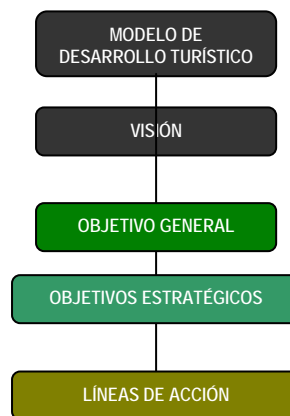 MODELO DE
DESARROLLO TURÍSTICO
VISIÓN
OBJETIVO GENERAL
OBJETIVOS ESTRATÉGICOS
LÍNEAS DE ACCIÓN